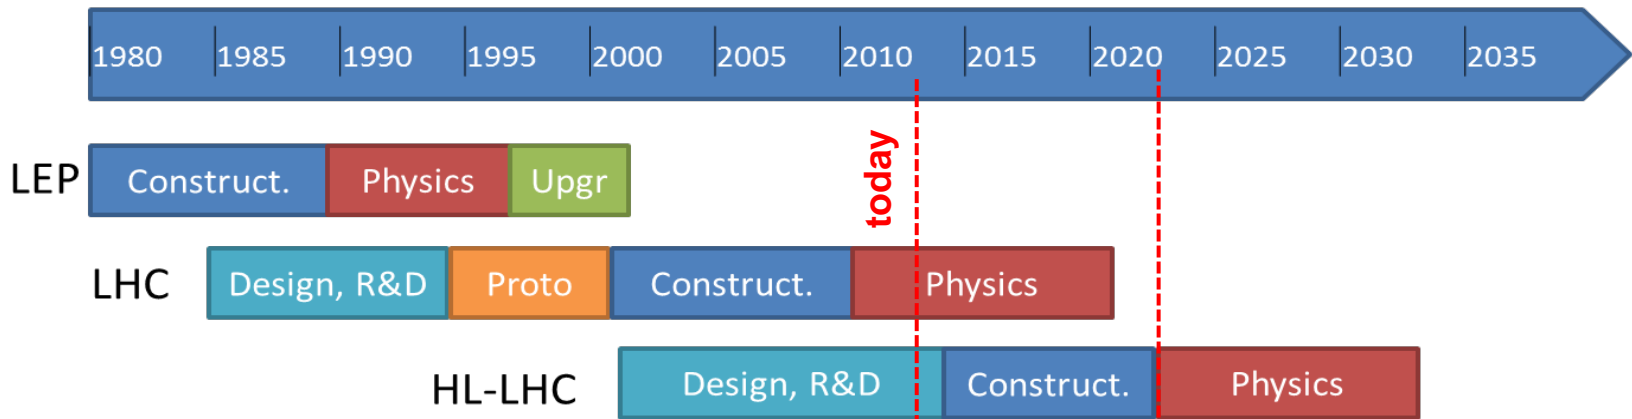 1980 1985 1990 1995 2000 2005 2010 2015 2020 2025 2030 2035
today
LEP Construct. Physics Upgr
LHC Design, R&D Proto Construct. Physics
HL-LHC Design, R&D Construct. Physics